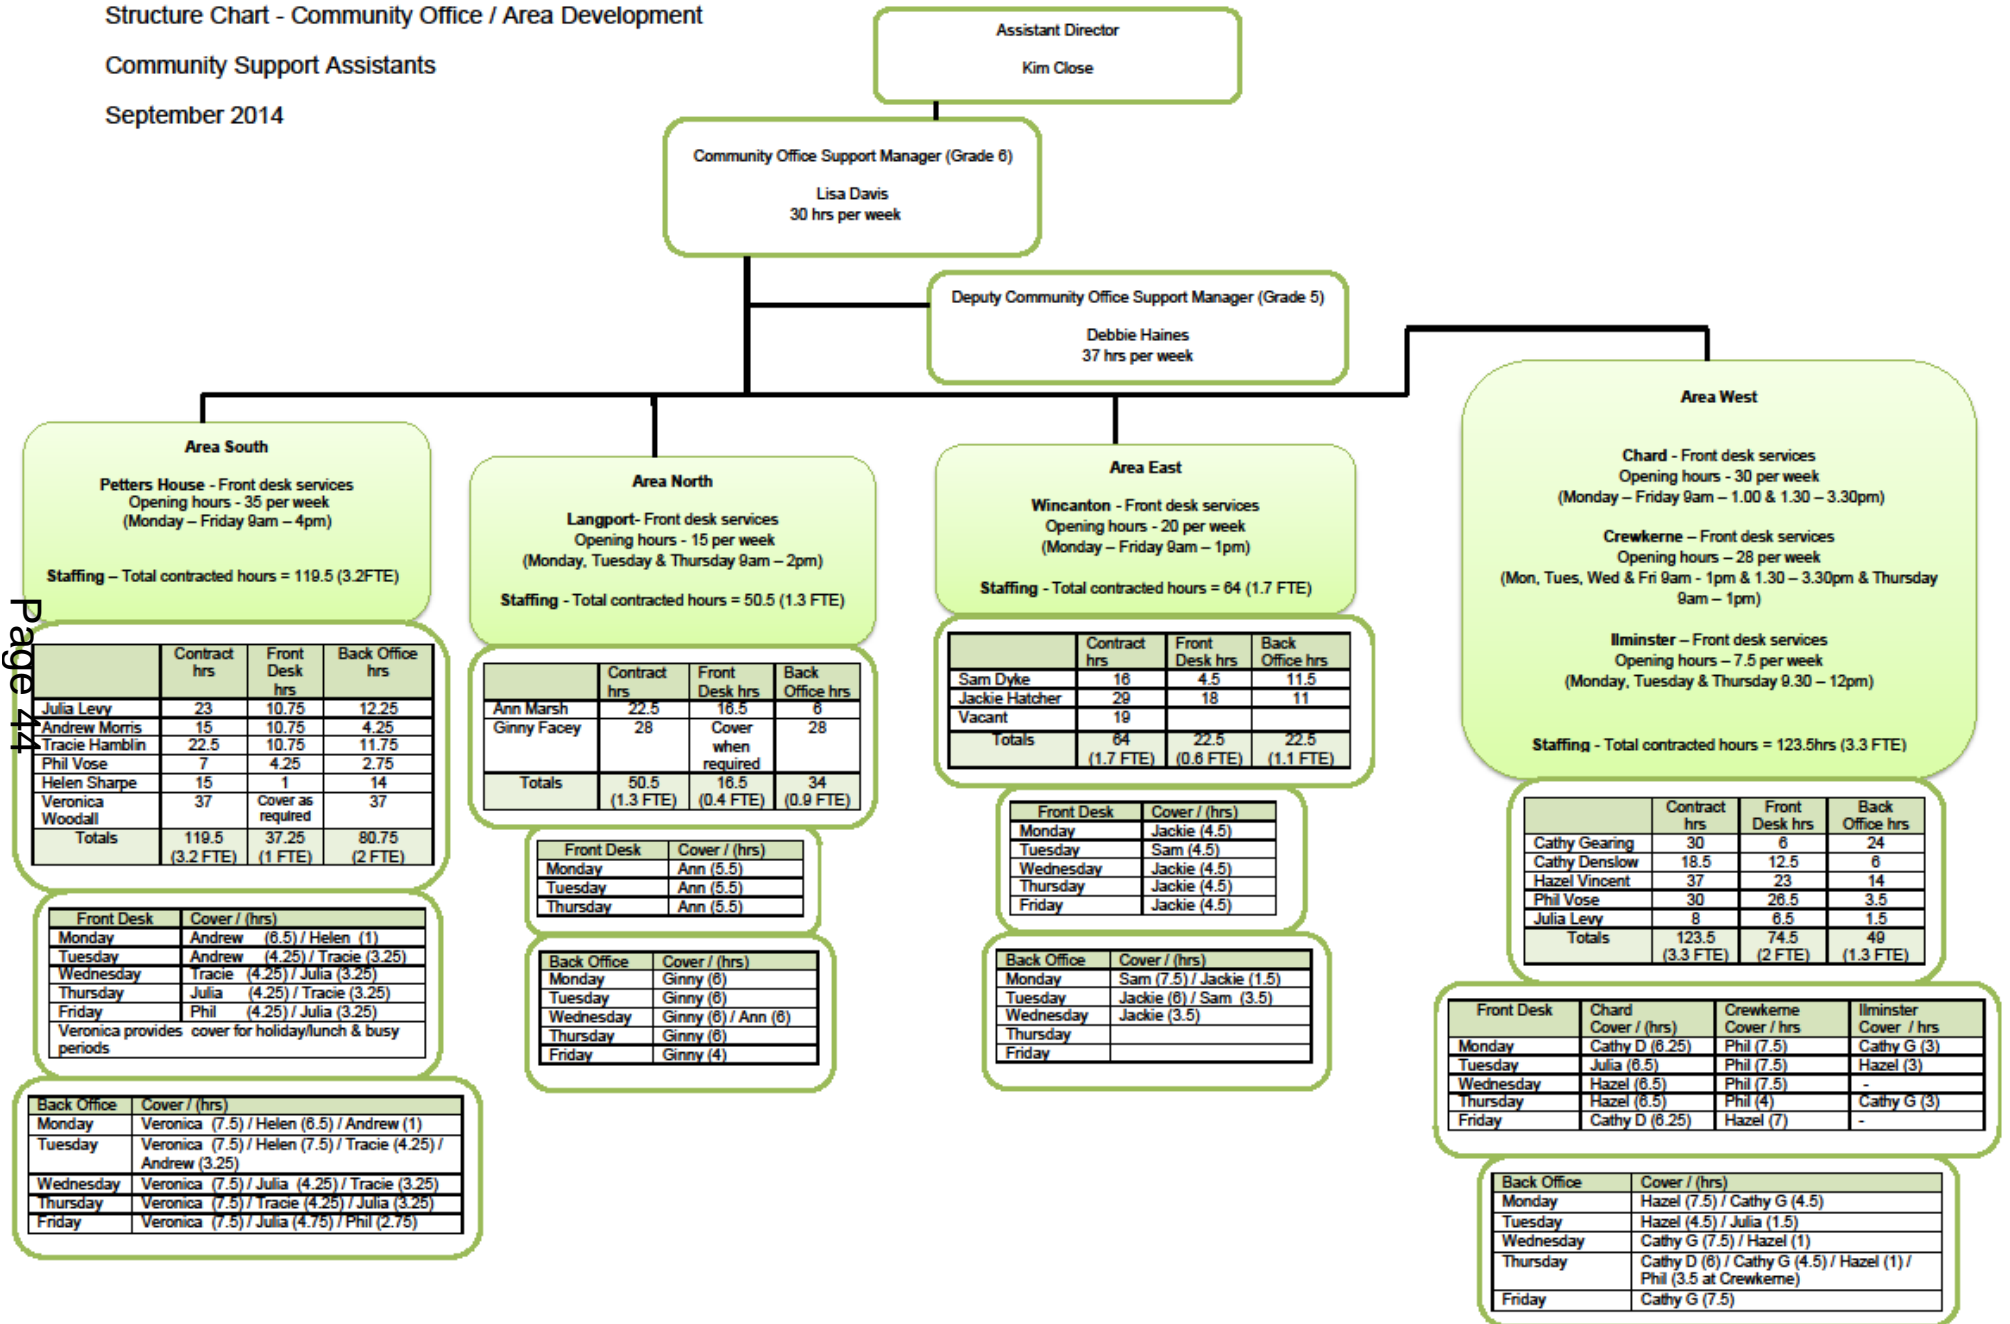 Structure Chart - Community Office / Area Development
Community Support Assistants
September 2014
Assistant Director
Kim Close
Community Office Support Manager (Grade 6)
Lisa Davis
30 hrs per week
Deputy Community Office Support Manager (Grade 5)
Debbie Haines
37 hrs per week
Area South
Petters House - Front desk services
Opening hours - 35 per week
(Monday – Friday 9am – 4pm)
Staffing – Total contracted hours = 119.5 (3.2FTE)
Contract hrs Front Desk hrs Back Office hrs
Julia Levy 23 10.75 12.25
Andrew Morris 15 10.75 4.25
Tracie Hamblin 22.5 10.75 11.75
Phil Vose 7 4.25 2.75
Helen Sharpe 15 1 14
Veronica Woodall 37 Cover as required 37
Totals 119.5 (3.2 FTE) 37.25 (1 FTE) 80.75 (2 FTE)
Front Desk Cover / (hrs)
Monday Andrew (6.5) / Helen (1)
Tuesday Andrew (4.25) / Tracie (3.25)
Wednesday Tracie (4.25) / Julia (3.25)
Thursday Julia (4.25) / Tracie (3.25)
Friday Phil (4.25) / Julia (3.25)
Veronica provides cover for holiday/lunch & busy
periods
Back Office Cover / (hrs)
Monday Veronica (7.5) / Helen (6.5) / Andrew (1)
Tuesday Veronica (7.5) / Helen (7.5) / Tracie (4.25) /
Andrew (3.25)
Wednesday Veronica (7.5) / Julia (4.25) / Tracie (3.25)
Thursday Veronica (7.5) / Tracie (4.25) / Julia (3.25)
Friday Veronica (7.5) / Julia (4.75) / Phil (2.75)
Area North
Langport- Front desk services
Opening hours - 15 per week
(Monday, Tuesday & Thursday 9am – 2pm)
Staffing - Total contracted hours = 50.5 (1.3 FTE)
Contract hrs Front Desk hrs Back Office hrs
Ann Marsh 22.5 16.5 6
Ginny Facey 28 Cover when required 28
Totals 50.5 (1.3 FTE) 16.5 (0.4 FTE) 34 (0.9 FTE)
Front Desk Cover / (hrs)
Monday Ann (5.5)
Tuesday Ann (5.5)
Thursday Ann (5.5)
Back Office Cover / (hrs)
Monday Ginny (6)
Tuesday Ginny (6)
Wednesday Ginny (6) / Ann (6)
Thursday Ginny (6)
Friday Ginny (4)
Area East
Wincanton - Front desk services
Opening hours - 20 per week
(Monday – Friday 9am – 1pm)
Staffing - Total contracted hours = 64 (1.7 FTE)
Contract hrs Front Desk hrs Back Office hrs
Sam Dyke 16 4.5 11.5
Jackie Hatcher 29 18 11
Vacant 19
Totals 64 (1.7 FTE) 22.5 (0.6 FTE) 22.5 (1.1 FTE)
Front Desk Cover / (hrs)
Monday Jackie (4.5)
Tuesday Sam (4.5)
Wednesday Jackie (4.5)
Thursday Jackie (4.5)
Friday Jackie (4.5)
Back Office Cover / (hrs)
Monday Sam (7.5) / Jackie (1.5)
Tuesday Jackie (6) / Sam (3.5)
Wednesday Jackie (3.5)
Thursday
Friday
Area West
Chard - Front desk services
Opening hours - 30 per week
(Monday – Friday 9am – 1.00 & 1.30 – 3.30pm)
Crewkerne – Front desk services
Opening hours – 28 per week
(Mon, Tues, Wed & Fri 9am - 1pm & 1.30 – 3.30pm & Thursday
9am – 1pm)
Ilminster – Front desk services
Opening hours – 7.5 per week
(Monday, Tuesday & Thursday 9.30 – 12pm)
Staffing - Total contracted hours = 123.5hrs (3.3 FTE)
Contract hrs Front Desk hrs Back Office hrs
Cathy Gearing 30 6 24
Cathy Denslow 18.5 12.5 6
Hazel Vincent 37 23 14
Phil Vose 30 26.5 3.5
Julia Levy 8 6.5 1.5
Totals 123.5 (3.3 FTE) 74.5 (2 FTE) 49 (1.3 FTE)
Front Desk Chard Cover / (hrs) Crewkerne Cover / hrs Ilminster Cover / hrs
Monday Cathy D (6.25) Phil (7.5) Cathy G (3)
Tuesday Julia (6.5) Phil (7.5) Hazel (3)
Wednesday Hazel (6.5) Phil (7.5) -
Thursday Hazel (6.5) Phil (4) Cathy G (3)
Friday Cathy D (6.25) Hazel (7) -
Back Office Cover / (hrs)
Monday Hazel (7.5) / Cathy G (4.5)
Tuesday Hazel (4.5) / Julia (1.5)
Wednesday Cathy G (7.5) / Hazel (1)
Thursday Cathy D (6) / Cathy G (4.5) / Hazel (1) /
Phil (3.5 at Crewkerne)
Friday Cathy G (7.5)
Page 44